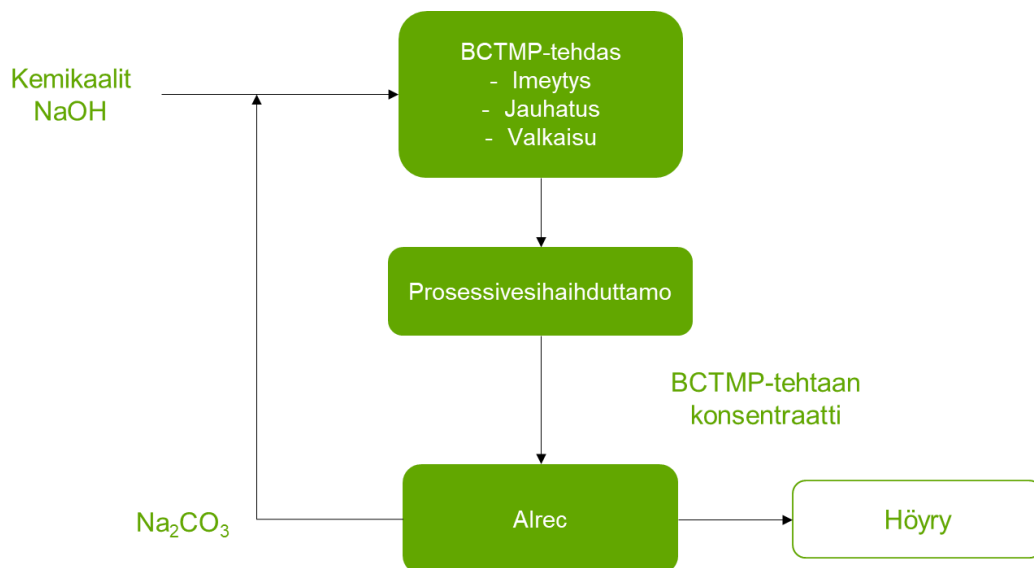 BCTMP-tehdas
- Imeytys
- Jauhatus
- Valkaisu
Kemikaalit
NaOH
Prosessivesihaihduttamo
BCTMP-tehtaan
konsentraatti
Na₂CO₃
Alrec
Höyry